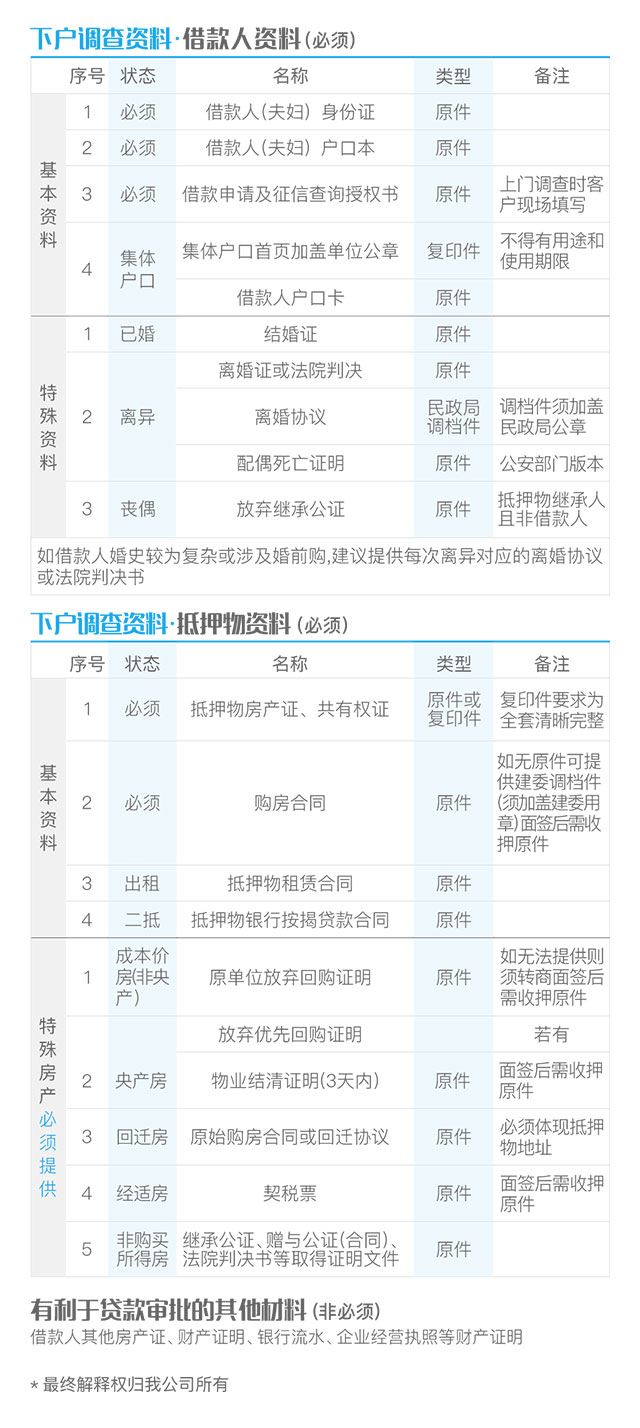 下户调查资料·借款人资料(必须)
序号 状态 名称 类型 备注
基本资料
1 必须 借款人(夫妇) 身份证 原件
2 必须 借款人(夫妇) 户口本 原件
3 必须 借款申请及征信查询授权书 原件 上门调查时客
户现场填写
4 集体
户口
集体户口首页加盖单位公章 复印件 不得有用途和
使用期限
借款人户口卡 原件
特殊资料
1 已婚 结婚证 原件
2 离异
离婚证或法院判决 原件
离婚协议 民政局
调档件
调档件须加盖
民政局公章
配偶死亡证明 原件 公安部门版本
3 丧偶 放弃继承公证 原件 抵押物继承人
且非借款人
如借款人婚史较为复杂或涉及婚前购,建议提供每次离异对应的离婚协议
或法院判决书
下户调查资料·抵押物资料(必须)
序号 状态 名称 类型 备注
基本资料
1 必须 抵押物房产证、共有权证 原件或
复印件
复印件要求为
全套清晰完整
2 必须 购房合同 原件 如无原件可提
供建委调档件
(须加盖建委用
章)面签后需收
押原件
3 出租 抵押物租赁合同 原件
4 二抵 抵押物银行按揭贷款合同 原件
特殊房产必须提供
1 成本价
房(非央
产)
原单位放弃回购证明 原件 如无法提供则
须转商面签后
需收押原件
放弃优先回购证明 若有
2 央产房 物业结清证明(3天内) 原件 面签后需收押
原件
3 回迁房 原始购房合同或回迁协议 原件 必须体现抵押
物地址
4 经适房 契税票 原件 面签后需收押
原件
5 非购买
所得房
继承公证、赠与公证(合同)、
法院判决书等取得证明文件
原件
有利于贷款审批的其他材料(非必须)
借款人其他房产证、财产证明、银行流水、企业经营执照等财产证明
* 最终解释权归我公司所有